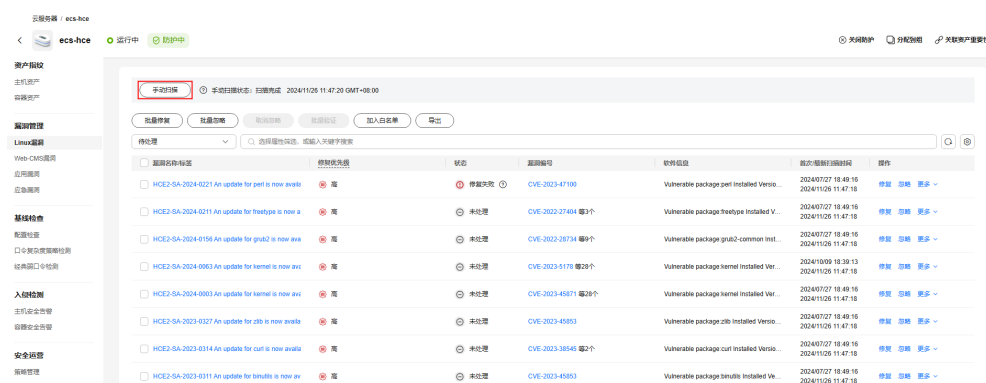 云服务器 / ecs-hce
ecs-hce 运行中 防护中 关闭防护 分配到组 关联资产重要性
资产指纹
主机资产
容器资产
漏洞管理
Linux漏洞
Web-CMS漏洞
应用漏洞
应急漏洞
基线检查
配置检查
口令复杂度策略检测
经典弱口令检测
入侵检测
主机安全告警
容器安全告警
安全运营
策略管理
手动扫描 手动扫描状态：扫描完成 2024/11/26 11:47:20 GMT+08:00
批量修复 批量忽略 取消忽略 批量验证 加入白名单 导出
待处理 选择属性筛选，或输入关键字搜索
漏洞名称/标签 修复优先级 状态 漏洞编号 软件信息 首次/最新扫描时间 操作
HCE2-SA-2024-0221 An update for perl is now availa 高 修复失败 CVE-2023-47100 Vulnerable package:perl Installed Versio... 2024/07/27 18:49:16 修复 忽略 更多
2024/11/26 11:47:18
HCE2-SA-2024-0211 An update for freetype is now a 高 未处理 CVE-2022-27404 等3个 Vulnerable package:freetype Installed V... 2024/07/27 18:49:16 修复 忽略 更多
2024/11/26 11:47:18
HCE2-SA-2024-0156 An update for grub2 is now ava 高 未处理 CVE-2022-28734 等9个 Vulnerable package:grub2-common Inst... 2024/07/27 18:49:16 修复 忽略 更多
2024/11/26 11:47:18
HCE2-SA-2024-0063 An update for kernel is now ava 高 未处理 CVE-2023-5178 等28个 Vulnerable package:kernel Installed Ver... 2024/10/09 18:39:13 修复 忽略 更多
2024/11/26 11:47:18
HCE2-SA-2024-0003 An update for kernel is now ava 高 未处理 CVE-2023-45871 等28个 Vulnerable package:kernel Installed Ver... 2024/07/27 18:49:16 修复 忽略 更多
2024/11/26 11:47:18
HCE2-SA-2023-0327 An update for zlib is now availa 高 未处理 CVE-2023-45853 Vulnerable package:zlib Installed Versio... 2024/07/27 18:49:16 修复 忽略 更多
2024/11/26 11:47:18
HCE2-SA-2023-0314 An update for curl is now availa 高 未处理 CVE-2023-38545 等2个 Vulnerable package:curl Installed Versio... 2024/07/27 18:49:16 修复 忽略 更多
2024/11/26 11:47:18
HCE2-SA-2023-0311 An update for binutils is now av 高 未处理 CVE-2023-45853 Vulnerable package:binutils Installed Ve... 2024/07/27 18:49:16 修复 忽略 更多
2024/11/26 11:47:18